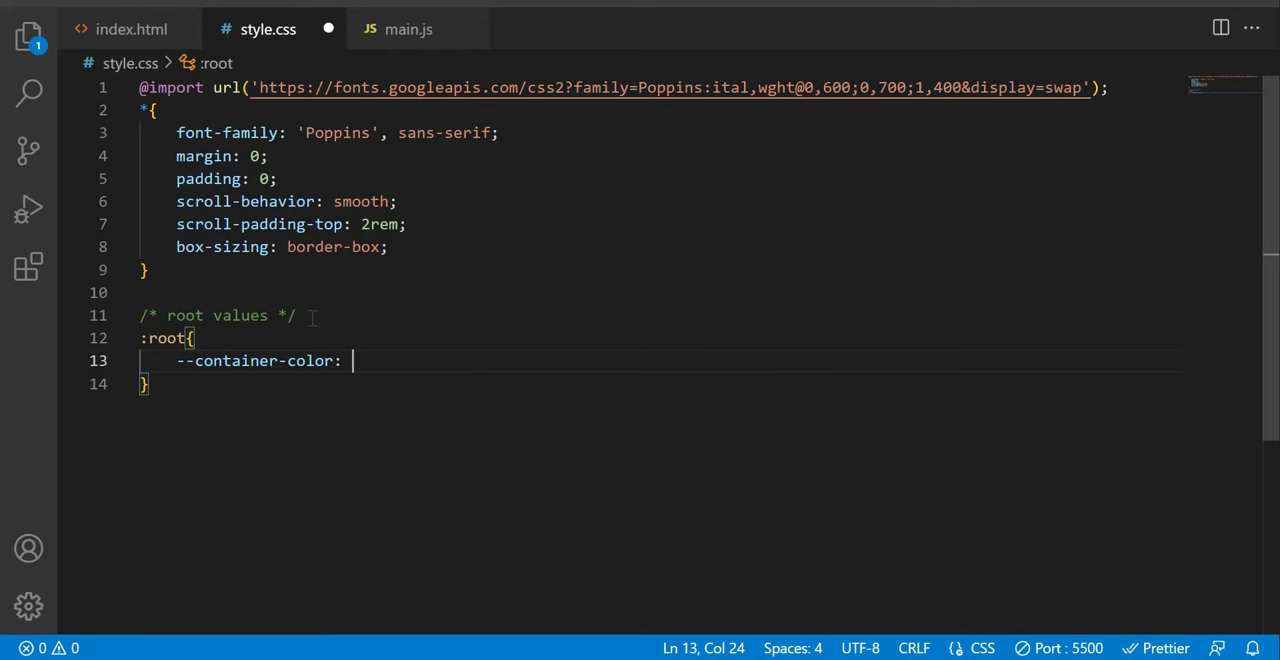 index.html # style.css JS main.js
1
# style.css > :root
1 @import url('https://fonts.googleapis.com/css2?family=Poppins:ital,wght@0,600;0,700;1,400&display=swap');
2 *{
3 font-family: 'Poppins', sans-serif;
4 margin: 0;
5 padding: 0;
6 scroll-behavior: smooth;
7 scroll-padding-top: 2rem;
8 box-sizing: border-box;
9 }
10
11 /* root values */
12 :root{
13 --container-color:
14 }
0 0 Ln 13, Col 24 Spaces: 4 UTF-8 CRLF {} CSS Port : 5500 Prettier